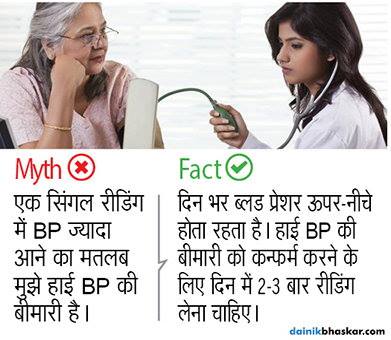 Myth
एक सिंगल रीडिंग
में BP ज्यादा
आने का मतलब
मुझे हाई BP की
बीमारी है।
Fact
दिन भर ब्लड प्रेशर ऊपर-नीचे
होता रहता है। हाई BP की
बीमारी को कन्फर्म करने के
लिए दिन में 2-3 बार रीडिंग
लेना चाहिए।
dainikbhaskar.com